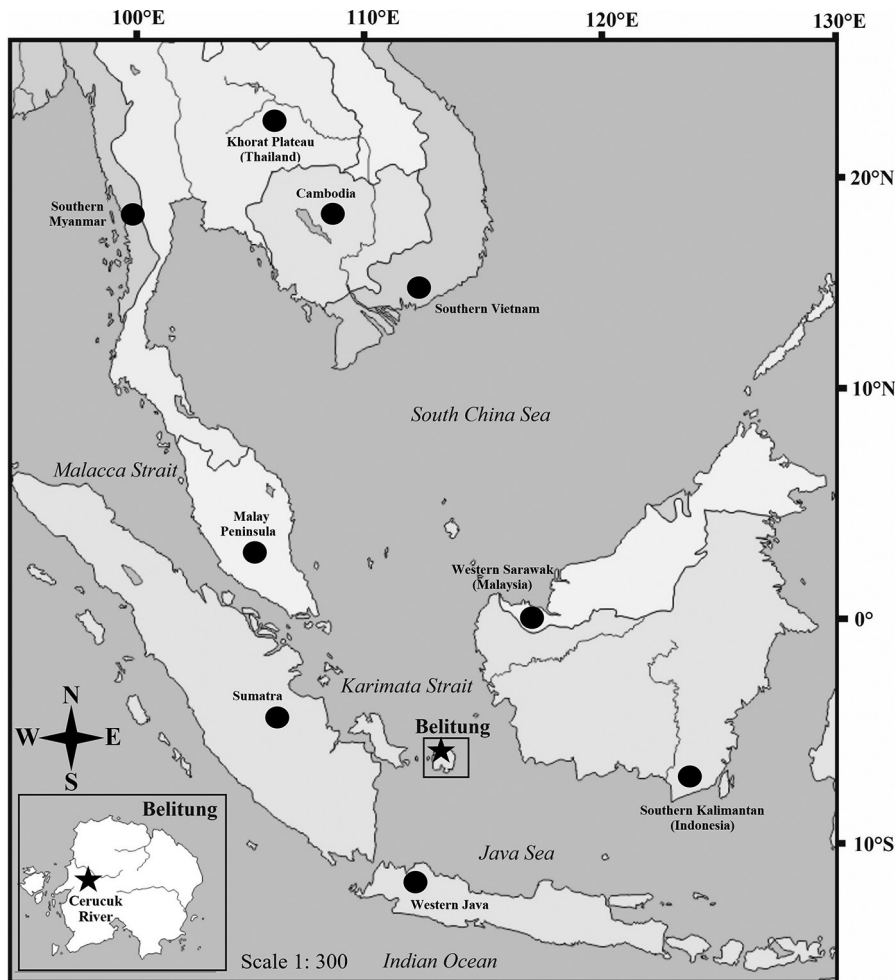 100°E
110°E
120°E
130°E
Khorat Plateau
(Thailand)
20°N
Cambodia
Southern
Myanmar
Southern Vietnam
10°N
South China Sea
Malacca Strait
Malay
Peninsula
Western Sarawak
(Malaysia)
0°
Karimata Strait
Sumatra
N
W
E
S
Belitung
Southern Kalimantan
(Indonesia)
Belitung
10°S
Java Sea
Cerucuk
River
Western Java
Scale 1: 300
Indian Ocean